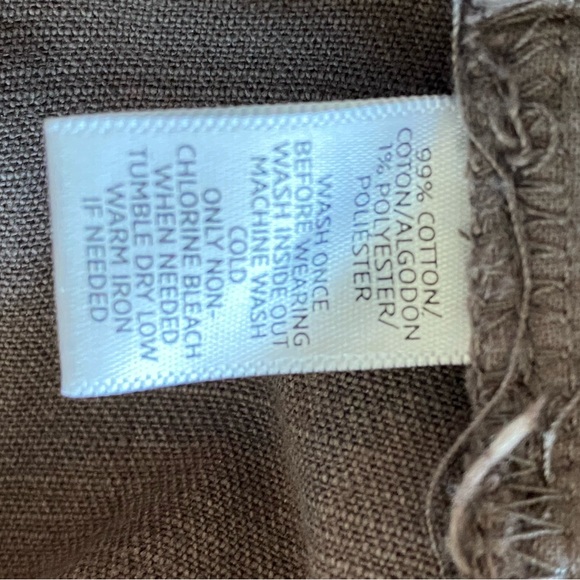 99% COTTON/
COTON/ALGODÓN
1% POLYESTER/
POLIESTER
WASH ONCE
BEFORE WEARING
WASH INSIDE OUT
MACHINE WASH
COLD
ONLY NON-
CHLORINE BLEACH
WHEN NEEDED
TUMBLE DRY LOW
WARM IRON
IF NEEDED